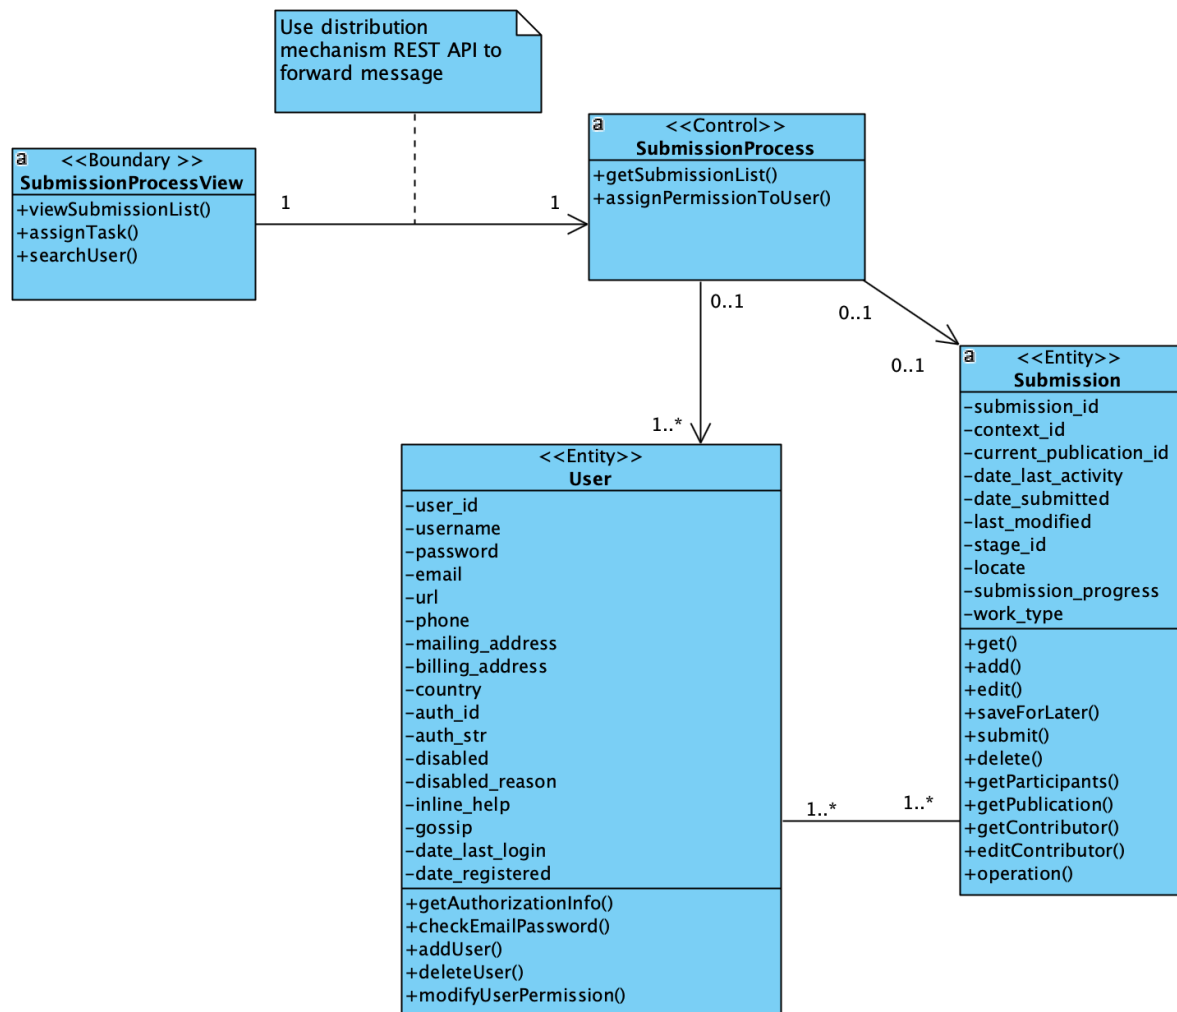 Use distribution
mechanism REST API to
forward message
a
<<Boundary >>
SubmissionProcessView
+viewSubmissionList()
+assignTask()
+searchUser()
1
1
a
<<Control>>
SubmissionProcess
+getSubmissionList()
+assignPermissionToUser()
0..1
0..1
0..1
1..*
a
<<Entity>>
Submission
-submission_id
-context_id
-current_publication_id
-date_last_activity
-date_submitted
-last_modified
-stage_id
-locate
-submission_progress
-work_type
+get()
+add()
+edit()
+saveForLater()
+submit()
+delete()
+getParticipants()
+getPublication()
+getContributor()
+editContributor()
+operation()
<<Entity>>
User
-user_id
-username
-password
-email
-url
-phone
-mailing_address
-billing_address
-country
-auth_id
-auth_str
-disabled
-disabled_reason
-inline_help
-gossip
-date_last_login
-date_registered
+getAuthorizationInfo()
+checkEmailPassword()
+addUser()
+deleteUser()
+modifyUserPermission()
1..*
1..*